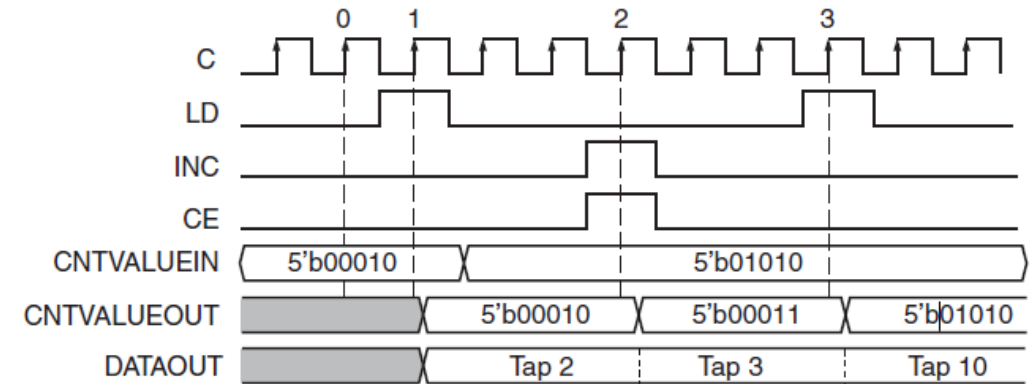 0 1 2 3
C
LD
INC
CE
CNTVALUEIN 5'b00010 5'b01010
CNTVALUEOUT 5'b00010 5'b00011 5'b01010
DATAOUT Tap 2 Tap 3 Tap 10